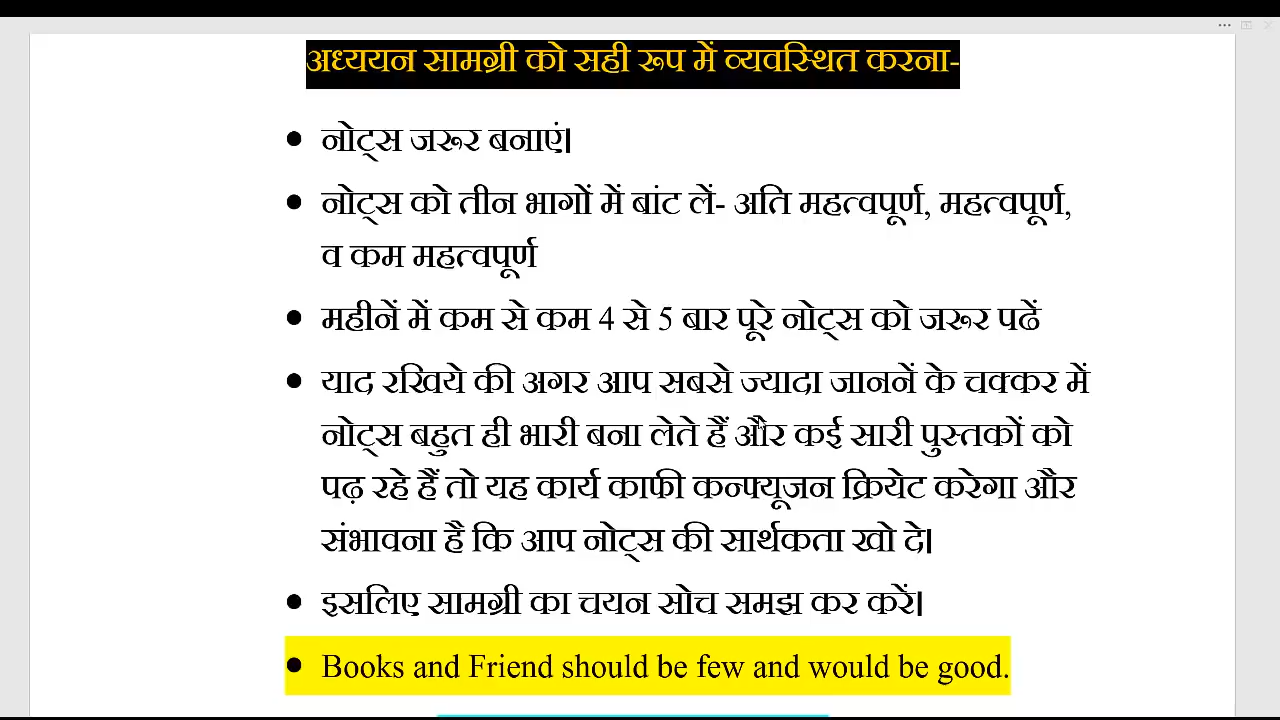 अध्ययन सामग्री को सही रूप में व्यवस्थित करना-
• नोट्स जरूर बनाएं।
• नोट्स को तीन भागों में बांट लें- अति महत्वपूर्ण, महत्वपूर्ण,
व कम महत्वपूर्ण
• महीनें में कम से कम 4 से 5 बार पूरे नोट्स को जरूर पढें
• याद रखिये की अगर आप सबसे ज्यादा जाननें के चक्कर में
नोट्स बहुत ही भारी बना लेते हैं और कई सारी पुस्तकों को
पढ़ रहे हैं तो यह कार्य काफी कन्फ्यूजन क्रियेट करेगा और
संभावना है कि आप नोट्स की सार्थकता खो दे।
• इसलिए सामग्री का चयन सोच समझ कर करें।
• Books and Friend should be few and would be good.